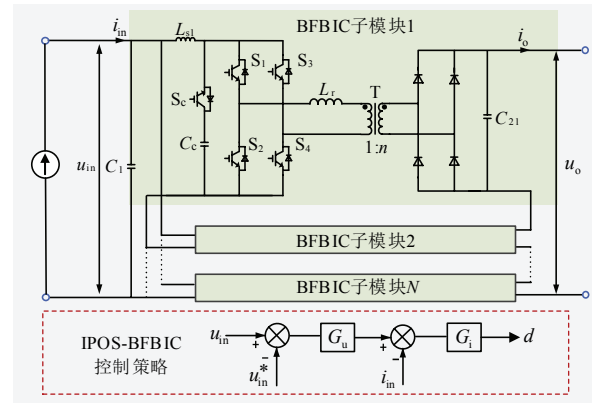 BFBIC子模块1
i_in
L_s1
i_o
S_1
S_3
S_c
L_r
T
C_1
u_in
C_c
S_2
S_4
1:n
C_21
u_o
BFBIC子模块2
BFBIC子模块N
IPOS-BFBIC
控制策略
u_in
+
-
u*_in
G_u
+
-
i_in
G_i
d